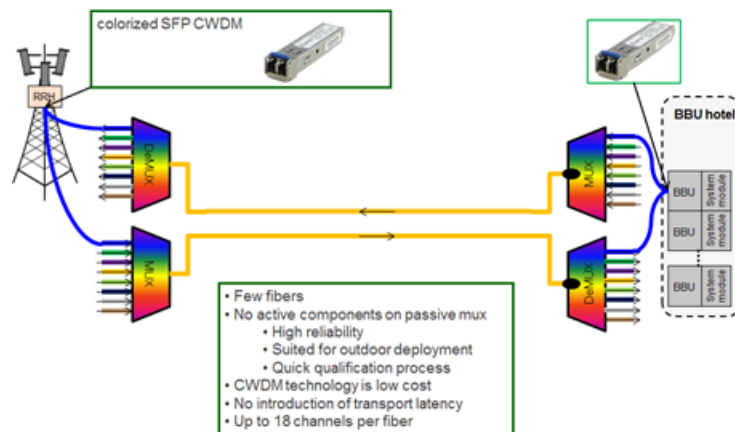 colorized SFP CWDM
RRH
BBU hotel
DeMUX
MUX
BBU
System module
BBU
System module
BBU
System module
MUX
DeMUX
• Few fibers
• No active components on passive mux
• High reliability
• Suited for outdoor deployment
• Quick qualification process
• CWDM technology is low cost
• No introduction of transport latency
• Up to 18 channels per fiber